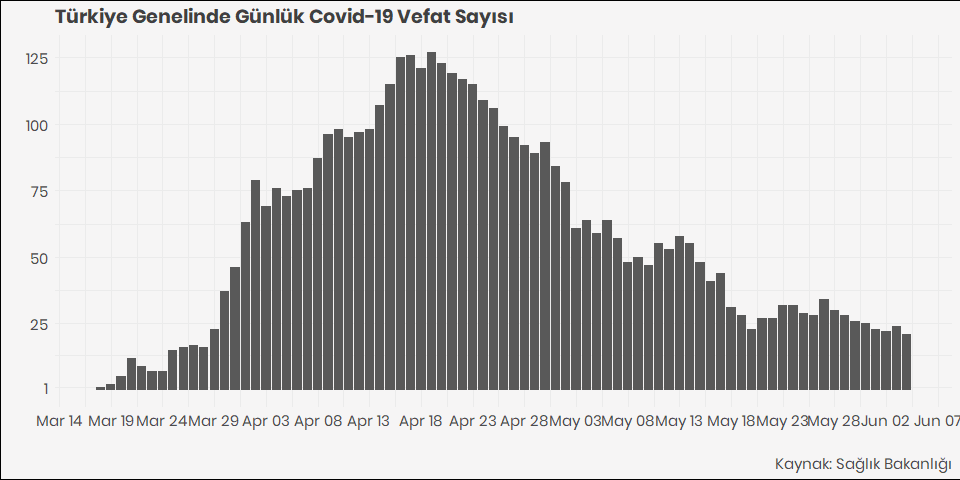 Türkiye Genelinde Günlük Covid-19 Vefat Sayısı
125
100
75
50
25
1
Mar 14 Mar 19 Mar 24 Mar 29 Apr 03 Apr 08 Apr 13 Apr 18 Apr 23 Apr 28 May 03 May 08 May 13 May 18 May 23 May 28 Jun 02 Jun 07
Kaynak: Sağlık Bakanlığı